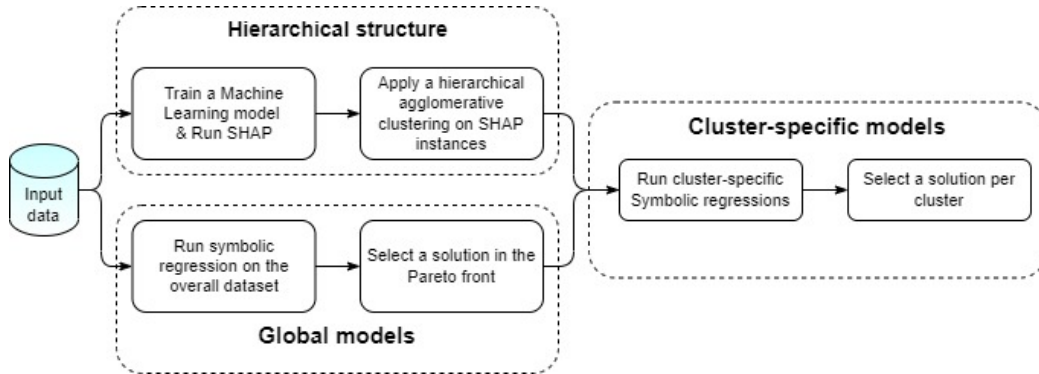 Hierarchical structure
Train a Machine
Learning model
& Run SHAP
Apply a hierarchical
agglomerative
clustering on SHAP
instances
Input
data
Run symbolic
regression on the
overall dataset
Select a solution in the
Pareto front
Global models
Cluster-specific models
Run cluster-specific
Symbolic regressions
Select a solution per
cluster